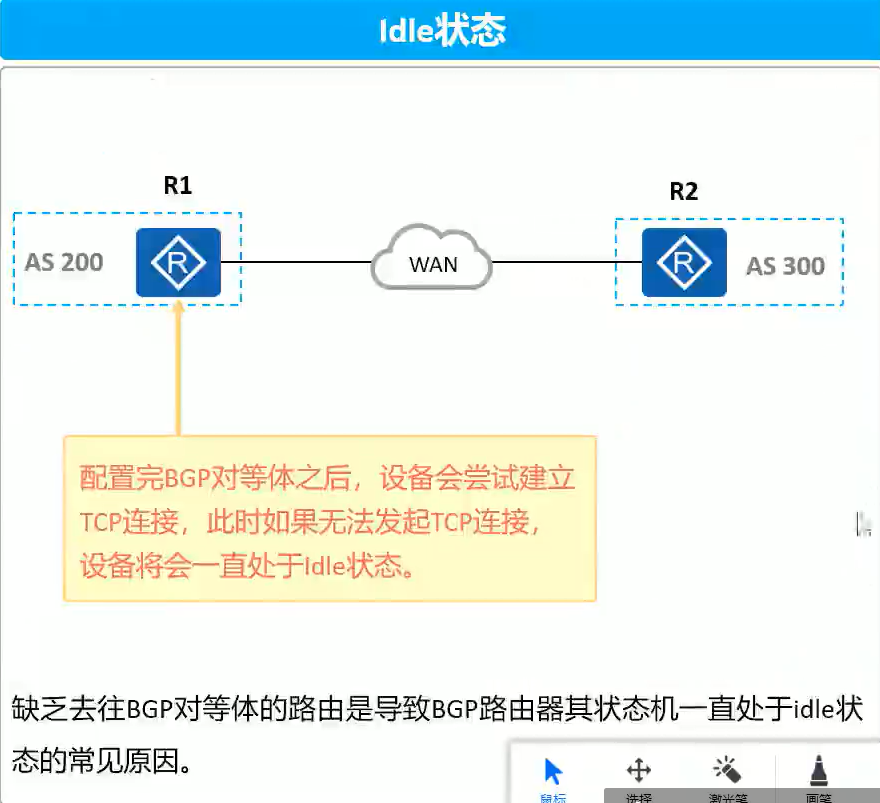 Idle状态
R1
R2
AS 200
R
WAN
R
AS 300
配置完BGP对等体之后，设备会尝试建立
TCP连接，此时如果无法发起TCP连接，
设备将会一直处于Idle状态。
缺乏去往BGP对等体的路由是导致BGP路由器其状态机一直处于idle状
态的常见原因。
鼠标
选择
激光笔
画笔